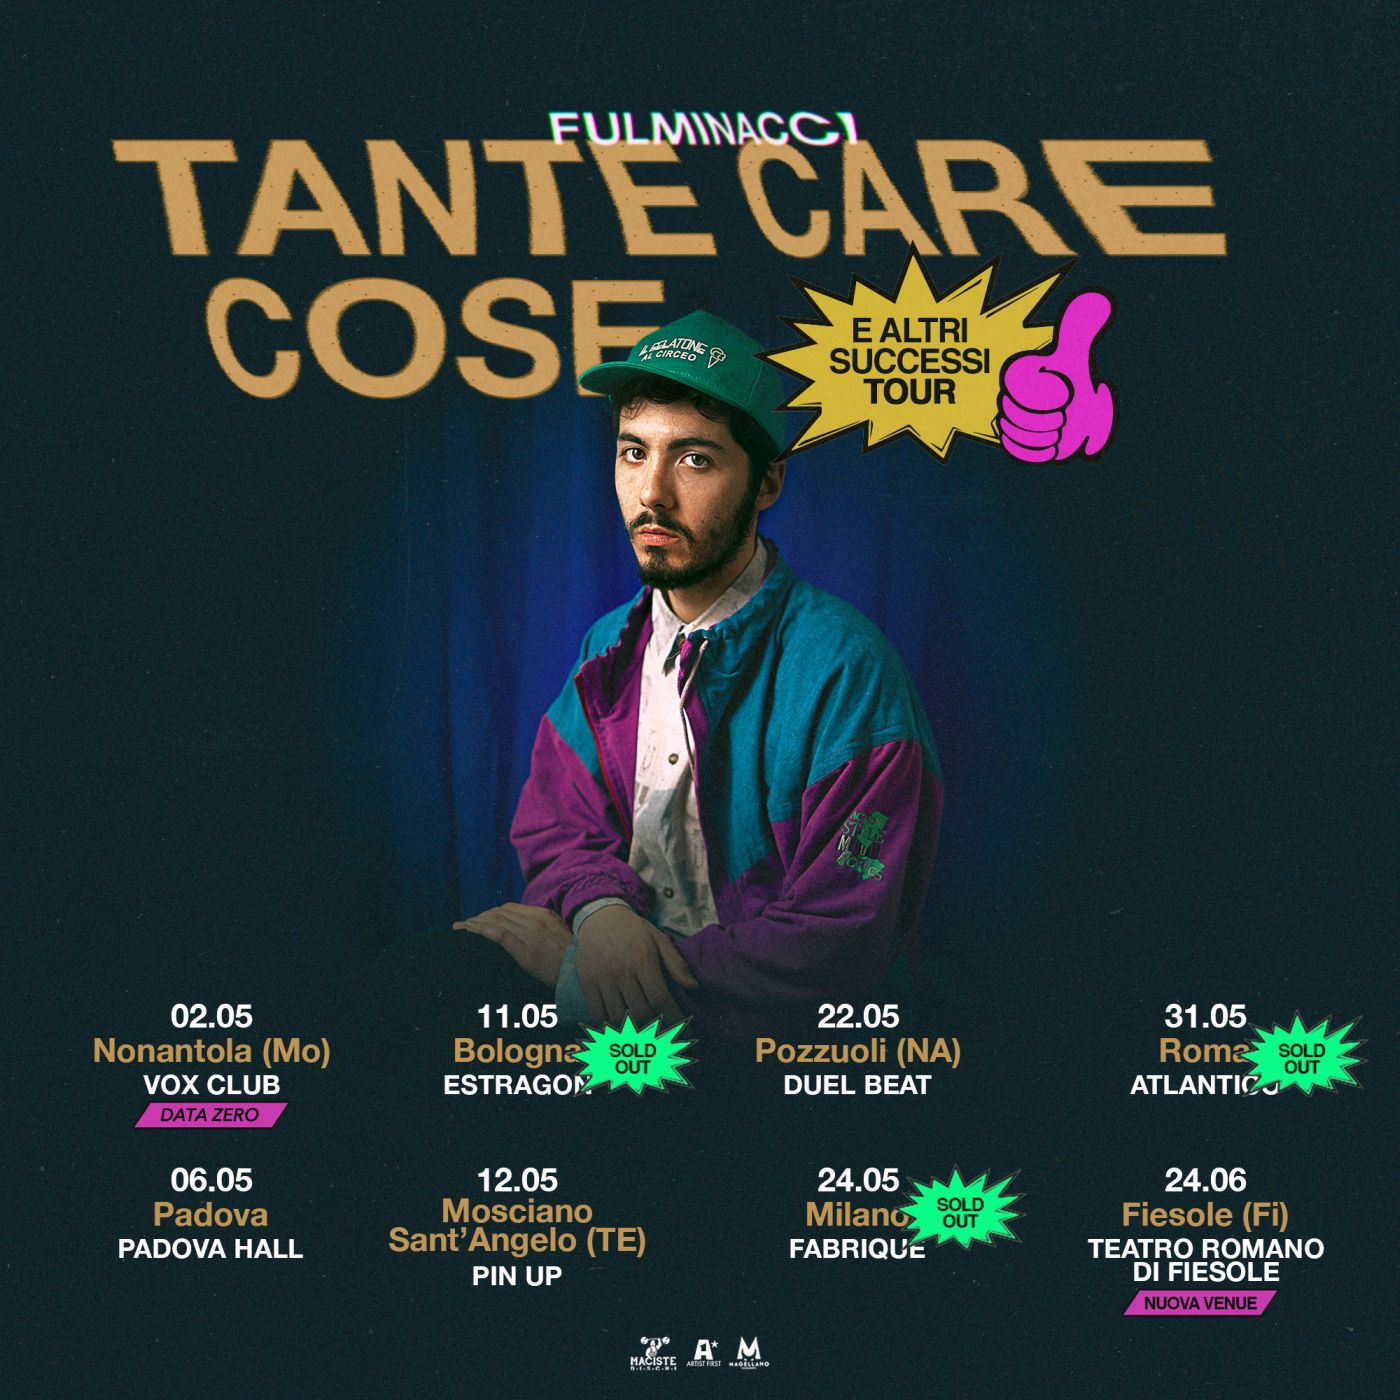 FULMINACCI
TANTE CARE
COSE
E ALTRI
SUCCESSI
TOUR
IL GELATONE
AL CIRCEO
02.05
Nonantola (Mo)
VOX CLUB
DATA ZERO
11.05
Bologna
ESTRAGON
SOLD
OUT
22.05
Pozzuoli (NA)
DUEL BEAT
31.05
Roma
ATLANTICO
SOLD
OUT
06.05
Padova
PADOVA HALL
12.05
Mosciano
Sant'Angelo (TE)
PIN UP
24.05
Milano
FABRIQUE
SOLD
OUT
24.06
Fiesole (Fi)
TEATRO ROMANO
DI FIESOLE
NUOVA VENUE
MACISTE
DISCHI
A
ARTIST FIRST
M
MAGELLANO